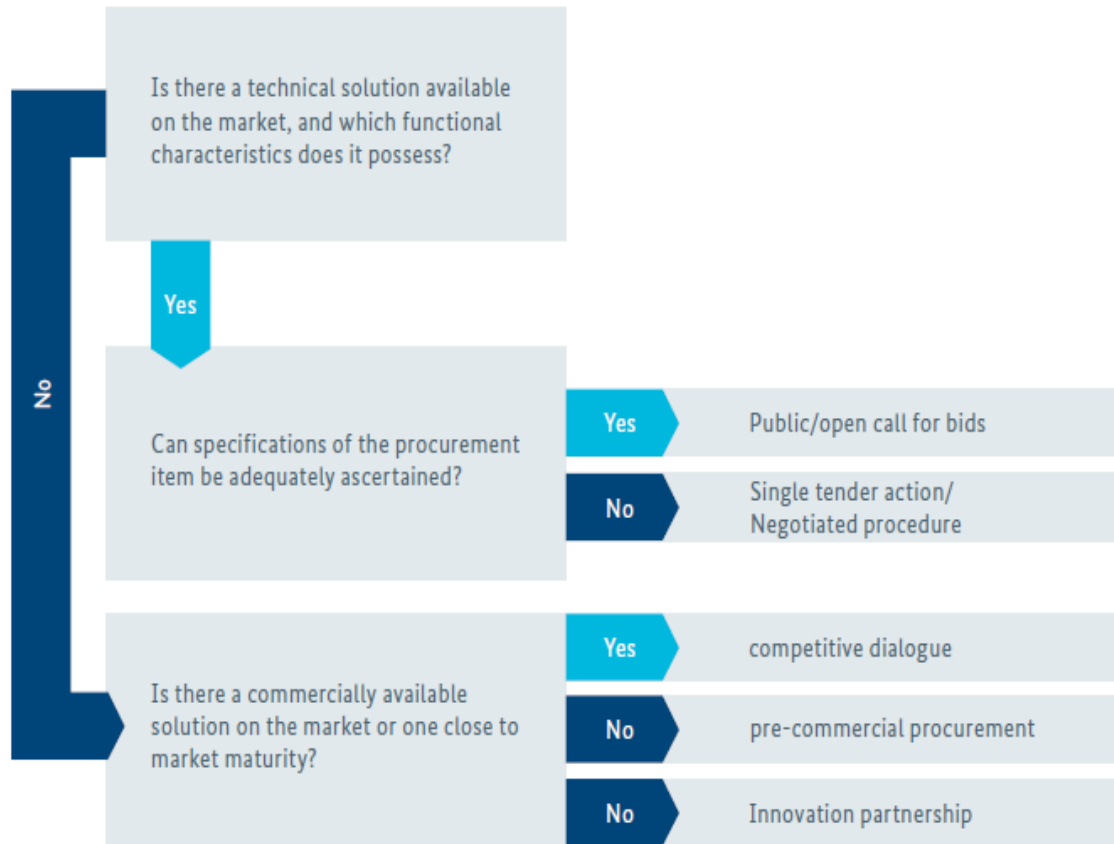 Is there a technical solution available
on the market, and which functional
characteristics does it possess?
Yes
No
Can specifications of the procurement
item be adequately ascertained?
Yes
Public/open call for bids
No
Single tender action/
Negotiated procedure
Is there a commercially available
solution on the market or one close to
market maturity?
Yes
competitive dialogue
No
pre-commercial procurement
No
Innovation partnership